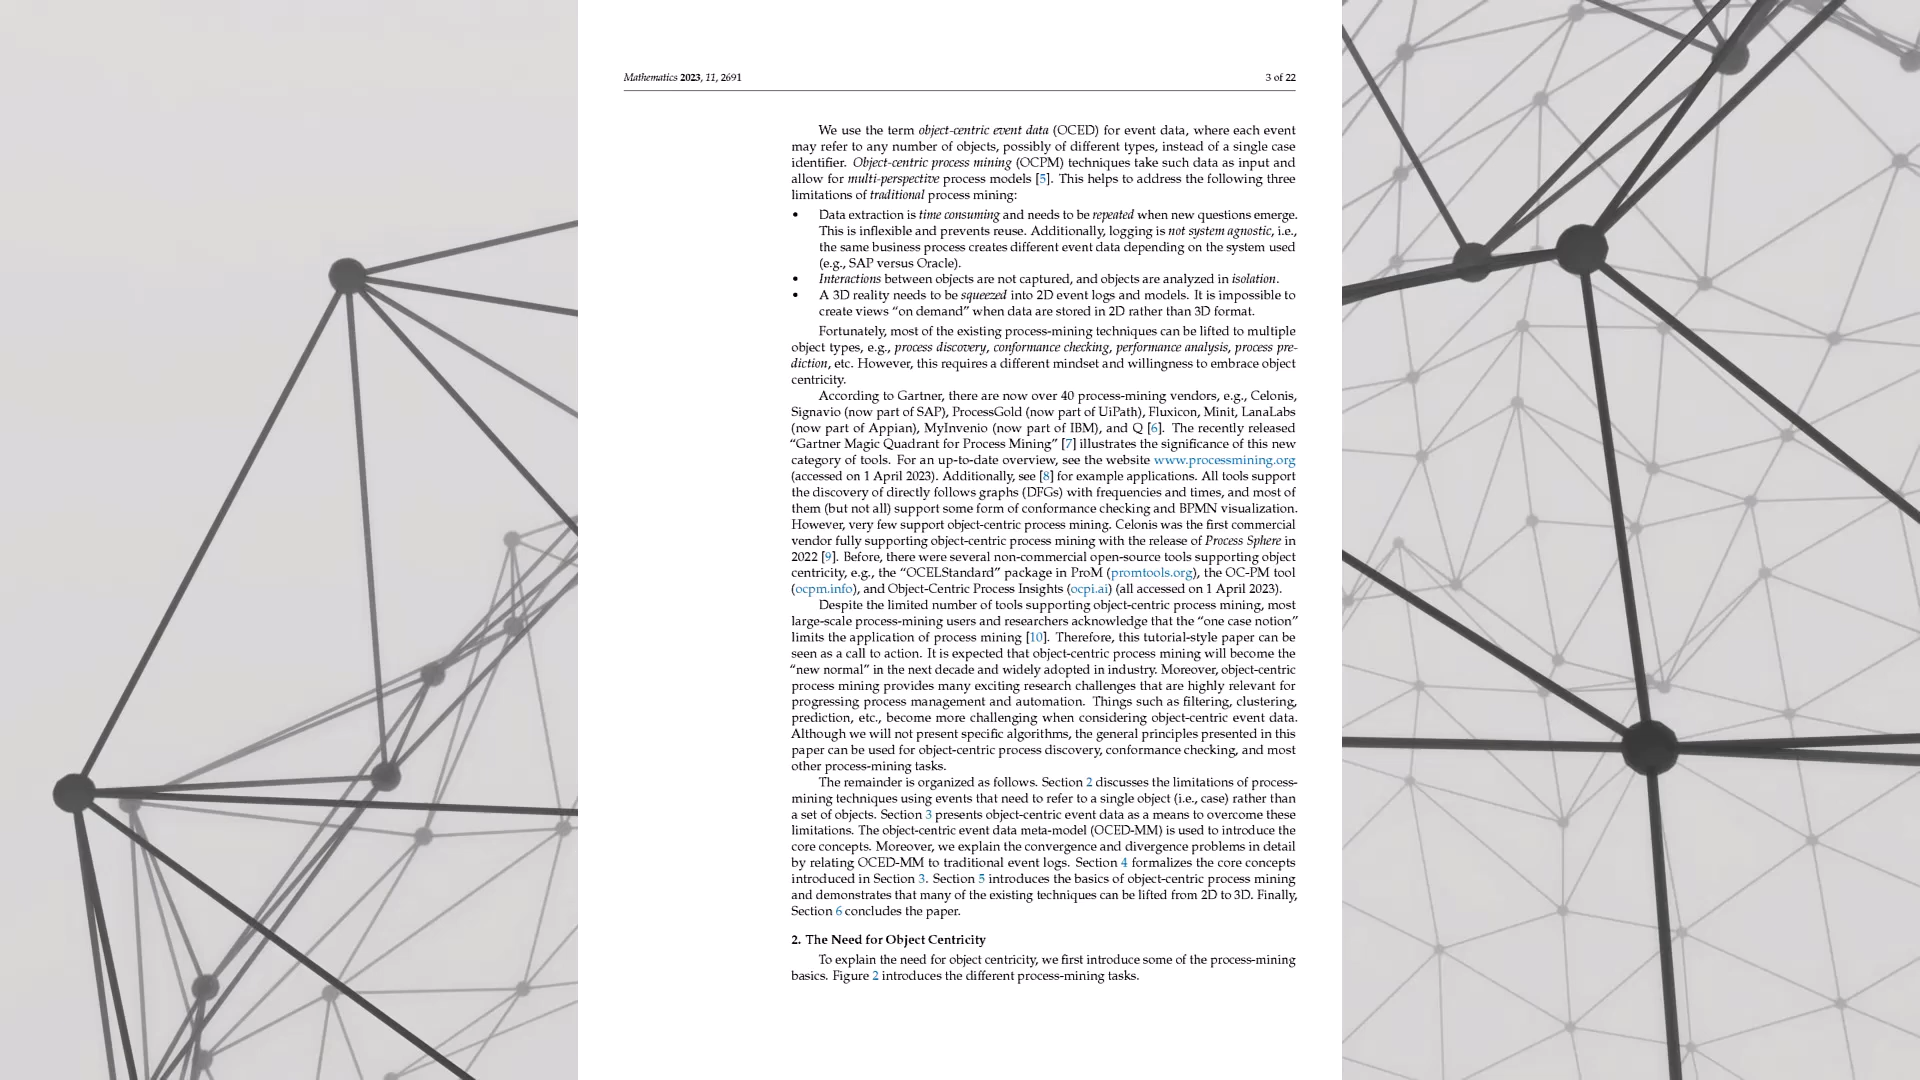 Mathematics 2023, 11, 2691
3 of 22
We use the term object-centric event data (OCED) for event data, where each event
may refer to any number of objects, possibly of different types, instead of a single case
identifier. Object-centric process mining (OCPM) techniques take such data as input and
allow for multi-perspective process models [5]. This helps to address the following three
limitations of traditional process mining:
• Data extraction is time consuming and needs to be repeated when new questions emerge.
This is inflexible and prevents reuse. Additionally, logging is not system agnostic, i.e.,
the same business process creates different event data depending on the system used
(e.g., SAP versus Oracle).
• Interactions between objects are not captured, and objects are analyzed in isolation.
• A 3D reality needs to be squeezed into 2D event logs and models. It is impossible to
create views “on demand” when data are stored in 2D rather than 3D format.
Fortunately, most of the existing process-mining techniques can be lifted to multiple
object types, e.g., process discovery, conformance checking, performance analysis, process pre-
diction, etc. However, this requires a different mindset and willingness to embrace object
centricity.
According to Gartner, there are now over 40 process-mining vendors, e.g., Celonis,
Signavio (now part of SAP), ProcessGold (now part of UiPath), Fluxicon, Minit, LanaLabs
(now part of Appian), MyInvenio (now part of IBM), and Q [6]. The recently released
“Gartner Magic Quadrant for Process Mining” [7] illustrates the significance of this new
category of tools. For an up-to-date overview, see the website www.processmining.org
(accessed on 1 April 2023). Additionally, see [8] for example applications. All tools support
the discovery of directly follows graphs (DFGs) with frequencies and times, and most of
them (but not all) support some form of conformance checking and BPMN visualization.
However, very few support object-centric process mining. Celonis was the first commercial
vendor fully supporting object-centric process mining with the release of Process Sphere in
2022 [9]. Before, there were several non-commercial open-source tools supporting object
centricity, e.g., the “OCELStandard” package in ProM (promtools.org), the OC-PM tool
(ocpm.info), and Object-Centric Process Insights (ocpi.ai) (all accessed on 1 April 2023).
Despite the limited number of tools supporting object-centric process mining, most
large-scale process-mining users and researchers acknowledge that the “one case notion”
limits the application of process mining [10]. Therefore, this tutorial-style paper can be
seen as a call to action. It is expected that object-centric process mining will become the
“new normal” in the next decade and widely adopted in industry. Moreover, object-centric
process mining provides many exciting research challenges that are highly relevant for
progressing process management and automation. Things such as filtering, clustering,
prediction, etc., become more challenging when considering object-centric event data.
Although we will not present specific algorithms, the general principles presented in this
paper can be used for object-centric process discovery, conformance checking, and most
other process-mining tasks.
The remainder is organized as follows. Section 2 discusses the limitations of process-
mining techniques using events that need to refer to a single object (i.e., case) rather than
a set of objects. Section 3 presents object-centric event data as a means to overcome these
limitations. The object-centric event data meta-model (OCED-MM) is used to introduce the
core concepts. Moreover, we explain the convergence and divergence problems in detail
by relating OCED-MM to traditional event logs. Section 4 formalizes the core concepts
introduced in Section 3. Section 5 introduces the basics of object-centric process mining
and demonstrates that many of the existing techniques can be lifted from 2D to 3D. Finally,
Section 6 concludes the paper.
2. The Need for Object Centricity
To explain the need for object centricity, we first introduce some of the process-mining
basics. Figure 2 introduces the different process-mining tasks.